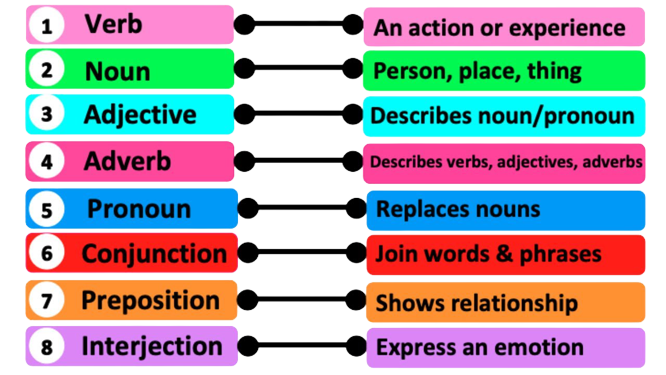 1 Verb An action or experience
2 Noun Person, place, thing
3 Adjective Describes noun/pronoun
4 Adverb Describes verbs, adjectives, adverbs
5 Pronoun Replaces nouns
6 Conjunction Join words & phrases
7 Preposition Shows relationship
8 Interjection Express an emotion